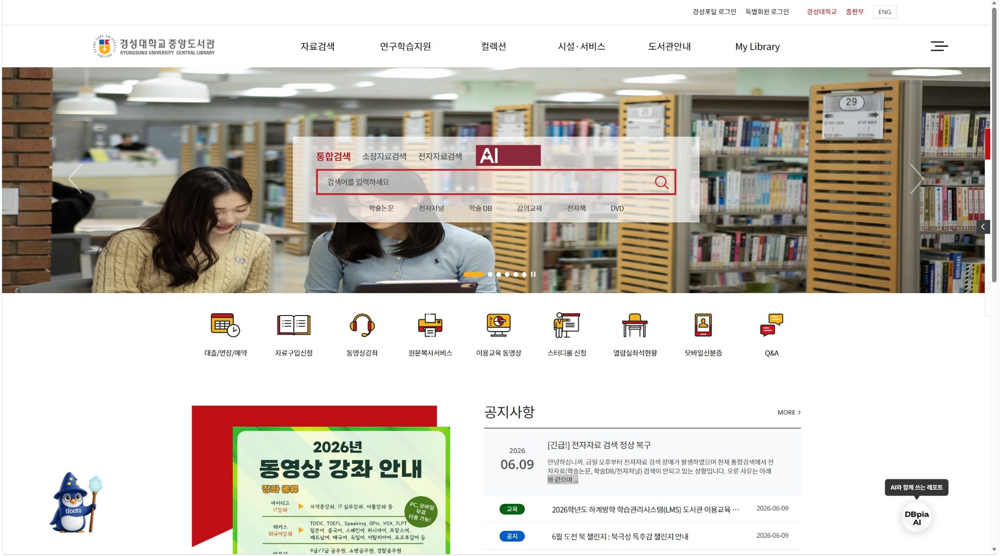 경성포탈 로그인 특별회원 로그인 경성대학교 출판부 ENG
경성대학교 중앙도서관
KYUNGSUNG UNIVERSITY CENTRAL LIBRARY
자료검색 연구학습지원 컬렉션 시설·서비스 도서관안내 My Library
29
통합검색 소장자료검색 전자자료검색 AI
검색어를 입력하세요
학술논문 전자저널 학술 DB 강의교재 전자책 DVD
대출/연장/예약 자료구입신청 동영상강좌 원문복사서비스 이용교육 동영상 스터디룸 신청 열람실좌석현황 모바일신분증 Q&A
2026년
동영상 강좌 안내
강좌 종류
아이티고
IT강좌
자격증강좌, IT 실무강좌, 어플강좌 등
PC, 모바일
무료
이용 가능!
해커스
외국어강좌
TOEIC, TOEFL, Speaking, OPIc, HSK, JLPT
일본어, 중국어, 스페인어, 러시아어, 프랑스어,
베트남어, 태국어, 독일어, 이탈리아어, 포르투갈어 등
9급/7급 공무원, 소방공무원, 경찰공무원
공지사항 MORE
2026
06.09
[긴급!] 전자자료 검색 정상 복구
안녕하십니까. 금일 오후부터 전자자료 검색 장애가 발생하였으며 현재 통합검색에서 전
자자료(학술논문, 학술DB/전자저널) 검색이 안되고 있는 상황입니다. 오류 사유는 아래
와 같으며 ...
교육 2026학년도 하계방학 학습관리시스템(LMS) 도서관 이용교육 ··· 2026-06-09
공지 6월 도전 북 챌린지 : 북극성 독후감 챌린지 안내 2026-06-09
tlooto
AI와 함께 쓰는 레포트
DBpia
AI